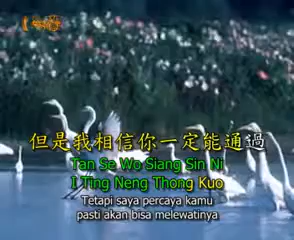 但是我相信你一定能通過
Tan Se Wo Siang Sin Ni
I Ting Neng Thong Kuo
Tetapi saya percaya kamu
pasti akan bisa melewatinya